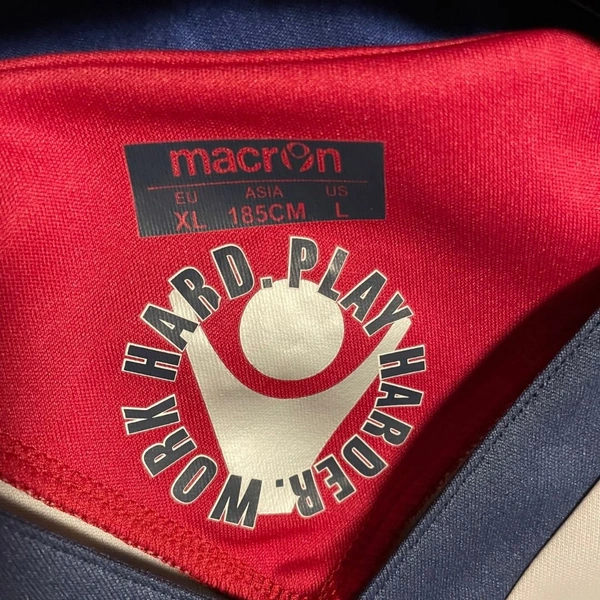 macron
EU ASIA US
XL 185CM L
WORK HARD. PLAY HARDER.